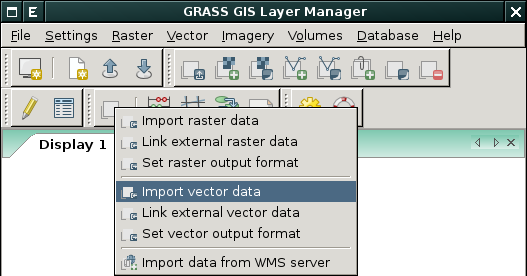 E
GRASS GIS Layer Manager
File Settings Raster Vector Imagery Volumes Database Help
Display 1
Import raster data
Link external raster data
Set raster output format
Import vector data
Link external vector data
Set vector output format
Import data from WMS server